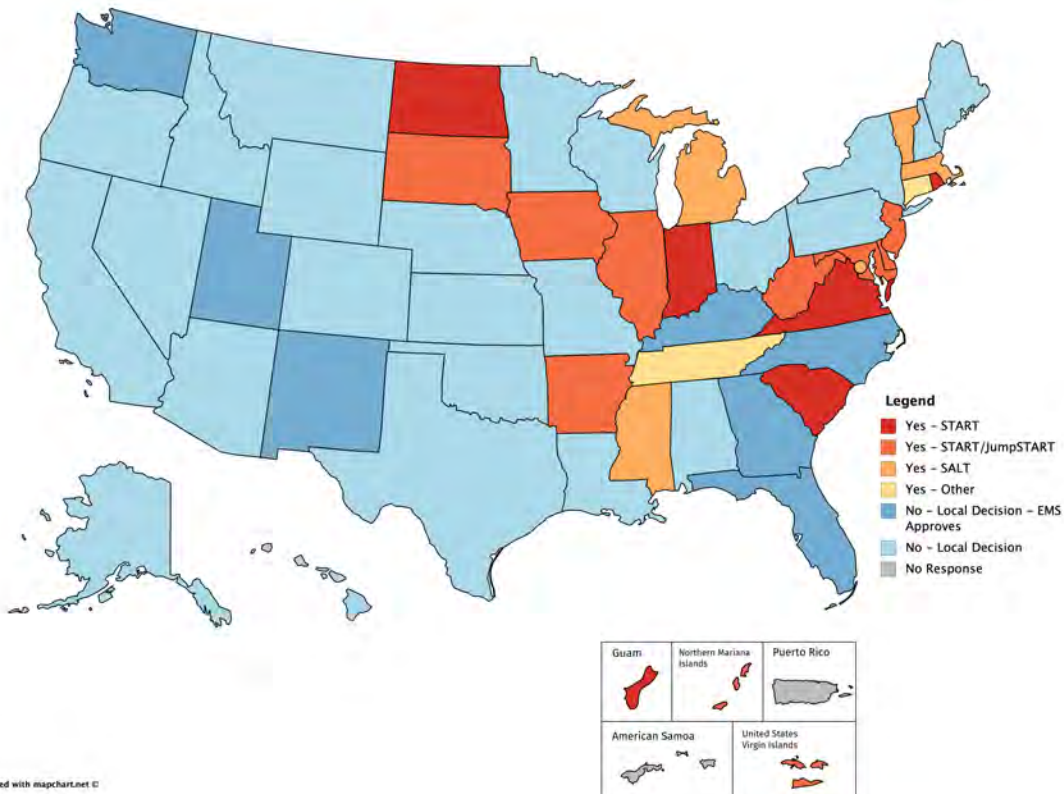 Legend
Yes – START
Yes – START/JumpSTART
Yes – SALT
Yes – Other
No – Local Decision – EMS
Approves
No – Local Decision
No Response
Guam
Northern Mariana
Islands
Puerto Rico
American Samoa
United States
Virgin Islands
ed with mapchart.net ©